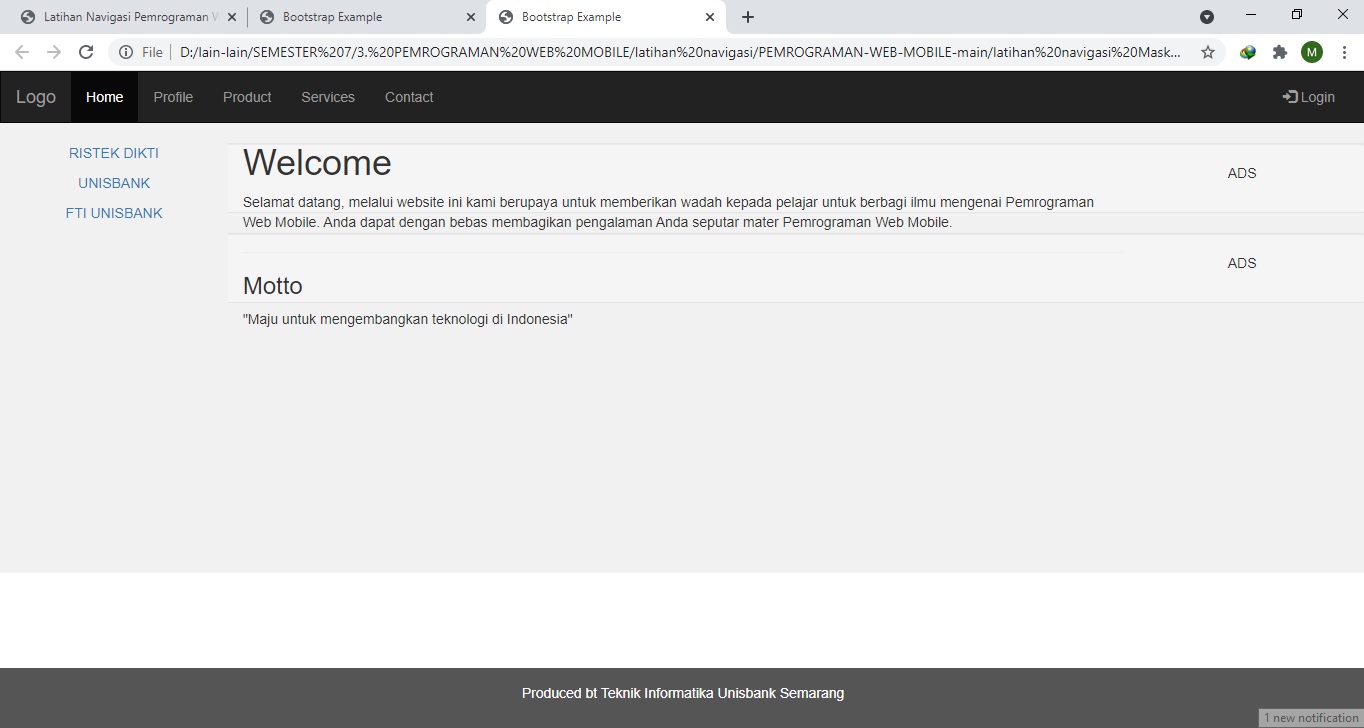 Latihan Navigasi Pemrograman W
Bootstrap Example
Bootstrap Example
File
D:/lain-lain/SEMESTER%207/3.%20PEMROGRAMAN%20WEB%20MOBILE/latihan%20navigasi/PEMROGRAMAN-WEB-MOBILE-main/latihan%20navigasi%20Mask...
M
Logo Home Profile Product Services Contact Login
RISTEK DIKTI
UNISBANK
FTI UNISBANK
Welcome
Selamat datang, melalui website ini kami berupaya untuk memberikan wadah kepada pelajar untuk berbagi ilmu mengenai Pemrograman
Web Mobile. Anda dapat dengan bebas membagikan pengalaman Anda seputar mater Pemrograman Web Mobile.
Motto
"Maju untuk mengembangkan teknologi di Indonesia"
ADS
ADS
Produced bt Teknik Informatika Unisbank Semarang
1 new notification